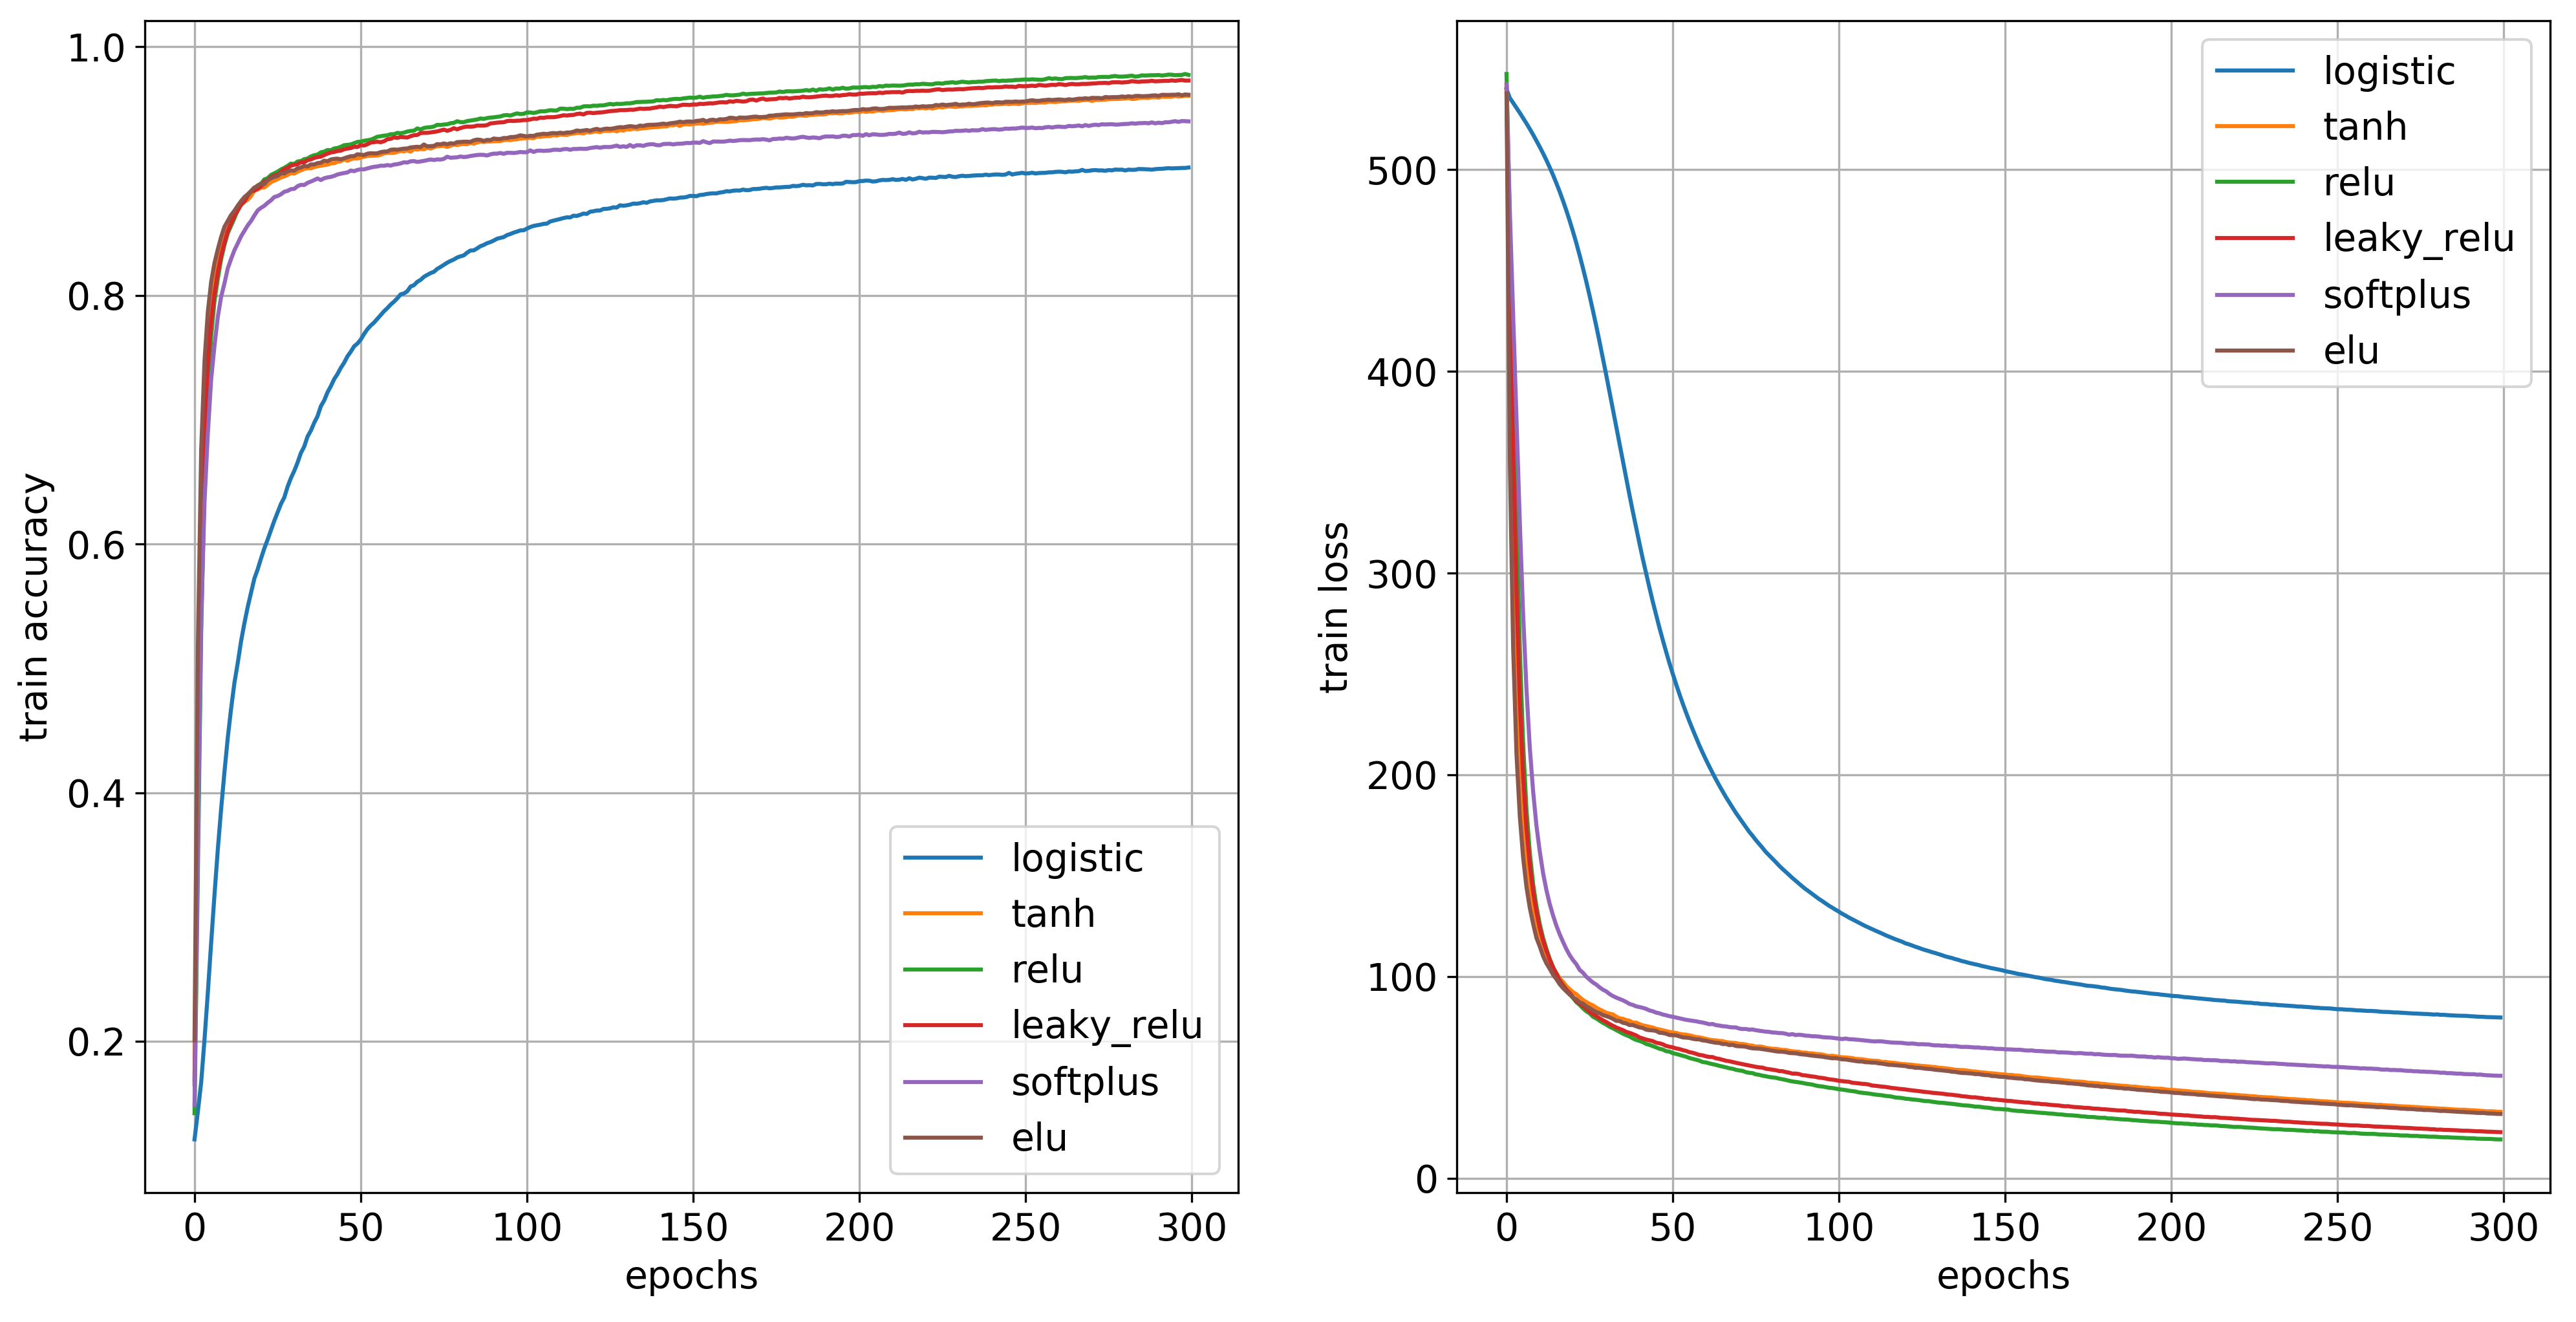 1.0
0.8
0.6
0.4
0.2
train accuracy
0
50
100
150
200
250
300
epochs
logistic
tanh
relu
leaky_relu
softplus
elu
500
400
300
200
100
0
train loss
0
50
100
150
200
250
300
epochs
logistic
tanh
relu
leaky_relu
softplus
elu